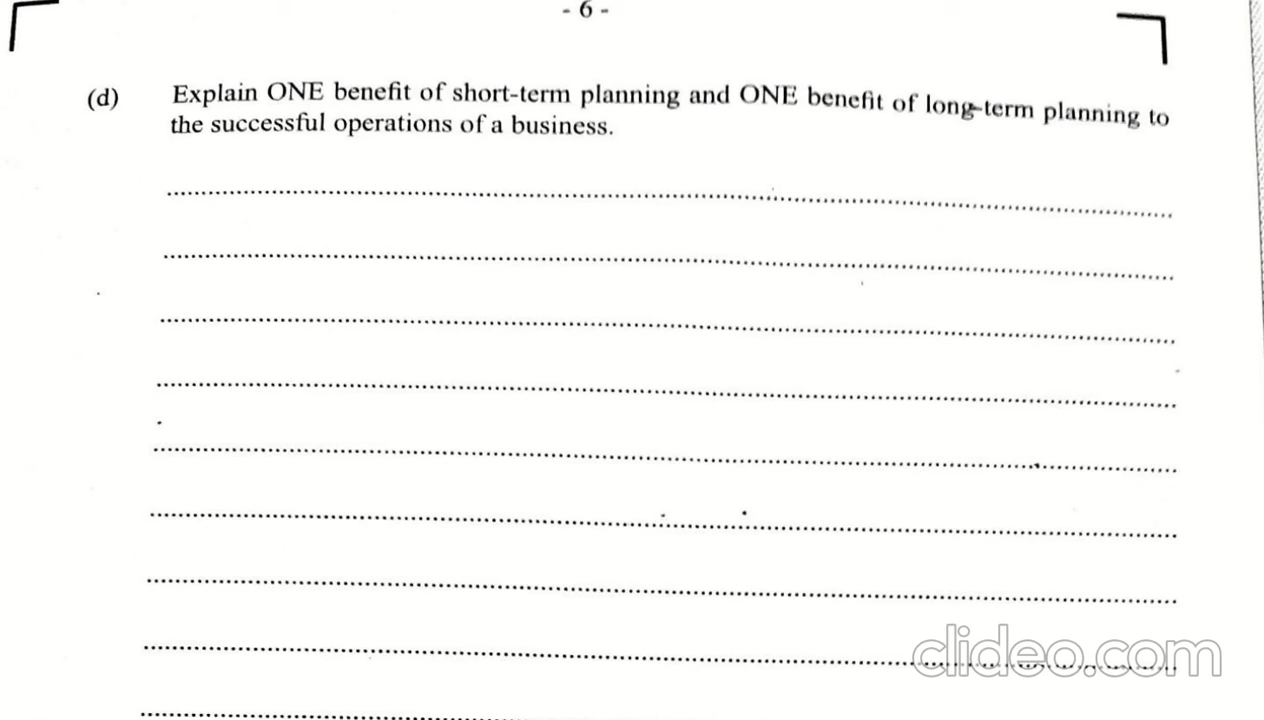 - 6 -
(d) Explain ONE benefit of short-term planning and ONE benefit of long-term planning to
the successful operations of a business.
clideo.com